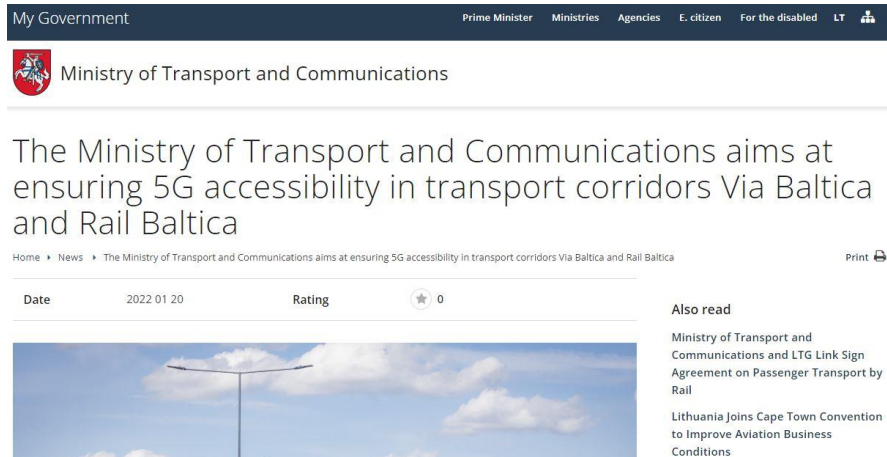 My Government
Prime Minister Ministries Agencies E. citizen For the disabled LT
Ministry of Transport and Communications
The Ministry of Transport and Communications aims at
ensuring 5G accessibility in transport corridors Via Baltica
and Rail Baltica
Home News The Ministry of Transport and Communications aims at ensuring 5G accessibility in transport corridors Via Baltica and Rail Baltica
Print
Date 2022 01 20 Rating 0
Also read
Ministry of Transport and
Communications and LTG Link Sign
Agreement on Passenger Transport by
Rail
Lithuania Joins Cape Town Convention
to Improve Aviation Business
Conditions